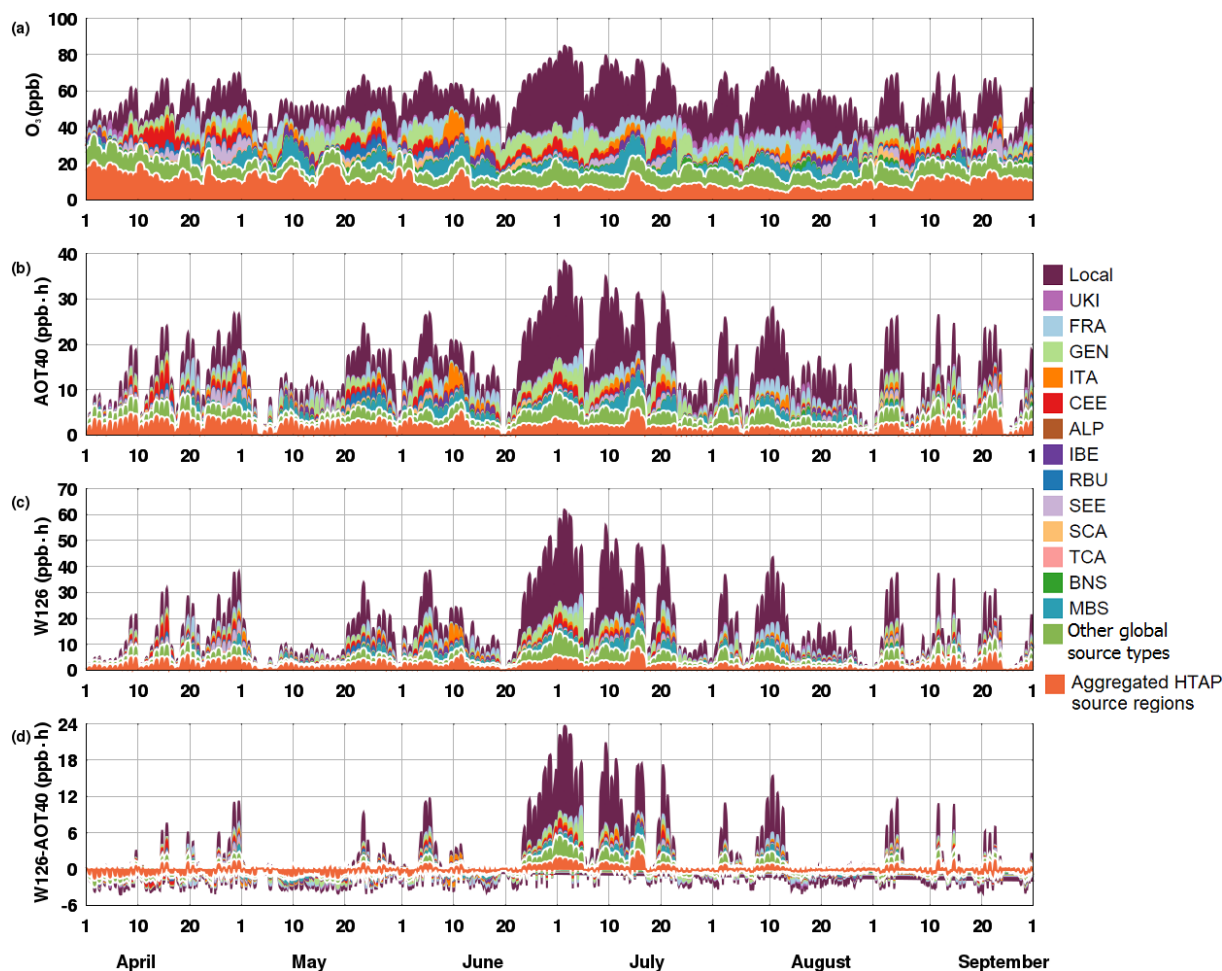 (a)
O₃ (ppb)
100
80
60
40
20
0
1 10 20 1 10 20 1 10 20 1 10 20 1 10 20 1 10 20 1
(b)
AOT40 (ppb·h)
40
30
20
10
0
1 10 20 1 10 20 1 10 20 1 10 20 1 10 20 1 10 20 1
(c)
W126 (ppb·h)
70
60
50
40
30
20
10
0
1 10 20 1 10 20 1 10 20 1 10 20 1 10 20 1 10 20 1
(d)
W126-AOT40 (ppb·h)
24
18
12
6
0
-6
1 10 20 1 10 20 1 10 20 1 10 20 1 10 20 1 10 20 1
April May June July August September
Local
UKI
FRA
GEN
ITA
CEE
ALP
IBE
RBU
SEE
SCA
TCA
BNS
MBS
Other global
source types
Aggregated HTAP
source regions